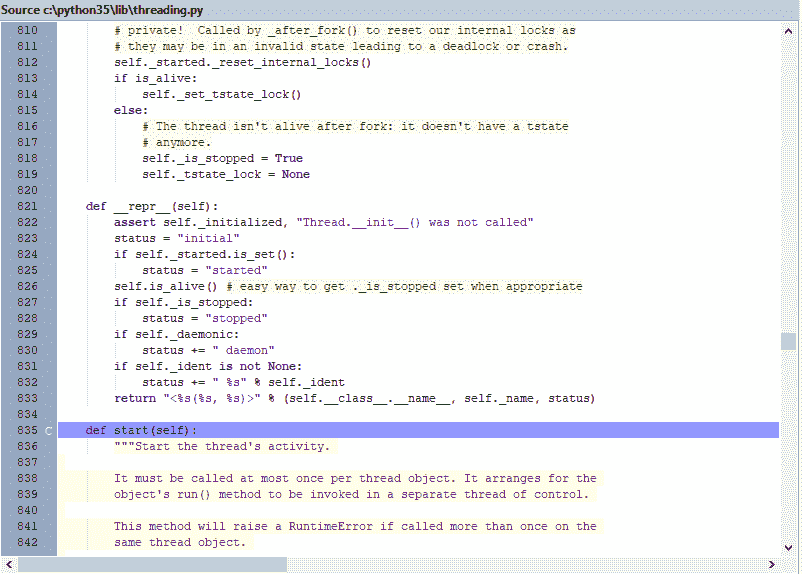 Source c:\python35\lib\threading.py
810 # private!  Called by _after_fork() to reset our internal locks as
811 # they may be in an invalid state leading to a deadlock or crash.
812 self._started._reset_internal_locks()
813 if is_alive:
814 self._set_tstate_lock()
815 else:
816 # The thread isn't alive after fork: it doesn't have a tstate
817 # anymore.
818 self._is_stopped = True
819 self._tstate_lock = None
820
821 def __repr__(self):
822 assert self._initialized, "Thread.__init__() was not called"
823 status = "initial"
824 if self._started.is_set():
825 status = "started"
826 self.is_alive() # easy way to get ._is_stopped set when appropriate
827 if self._is_stopped:
828 status = "stopped"
829 if self._daemonic:
830 status += " daemon"
831 if self._ident is not None:
832 status += " %s" % self._ident
833 return "<%s(%s, %s)>" % (self.__class__.__name__, self._name, status)
834
835 C def start(self):
836 """Start the thread's activity.
837
838 It must be called at most once per thread object. It arranges for the
839 object's run() method to be invoked in a separate thread of control.
840
841 This method will raise a RuntimeError if called more than once on the
842 same thread object.